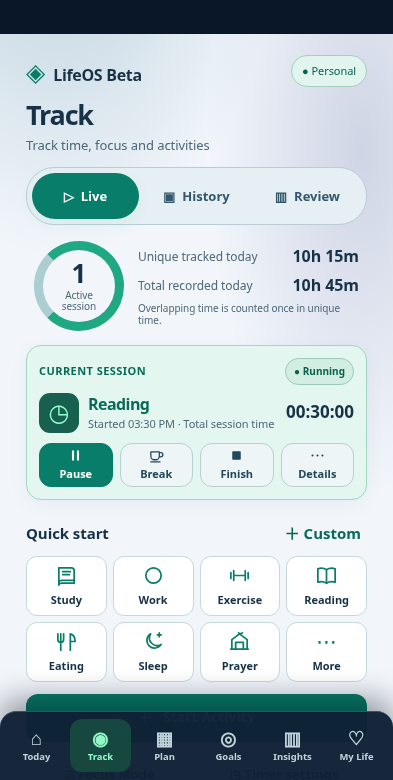 LifeOS Beta
Personal
Track
Track time, focus and activities
Live
History
Review
1
Active
session
Unique tracked today 10h 15m
Total recorded today 10h 45m
Overlapping time is counted once in unique
time.
CURRENT SESSION
Running
Reading
Started 03:30 PM · Total session time
00:30:00
Pause
Break
Finish
Details
Quick start
+ Custom
Study
Work
Exercise
Reading
Eating
Sleep
Prayer
More
+ Start Activity
Today
Track
Plan
Goals
Insights
My Life